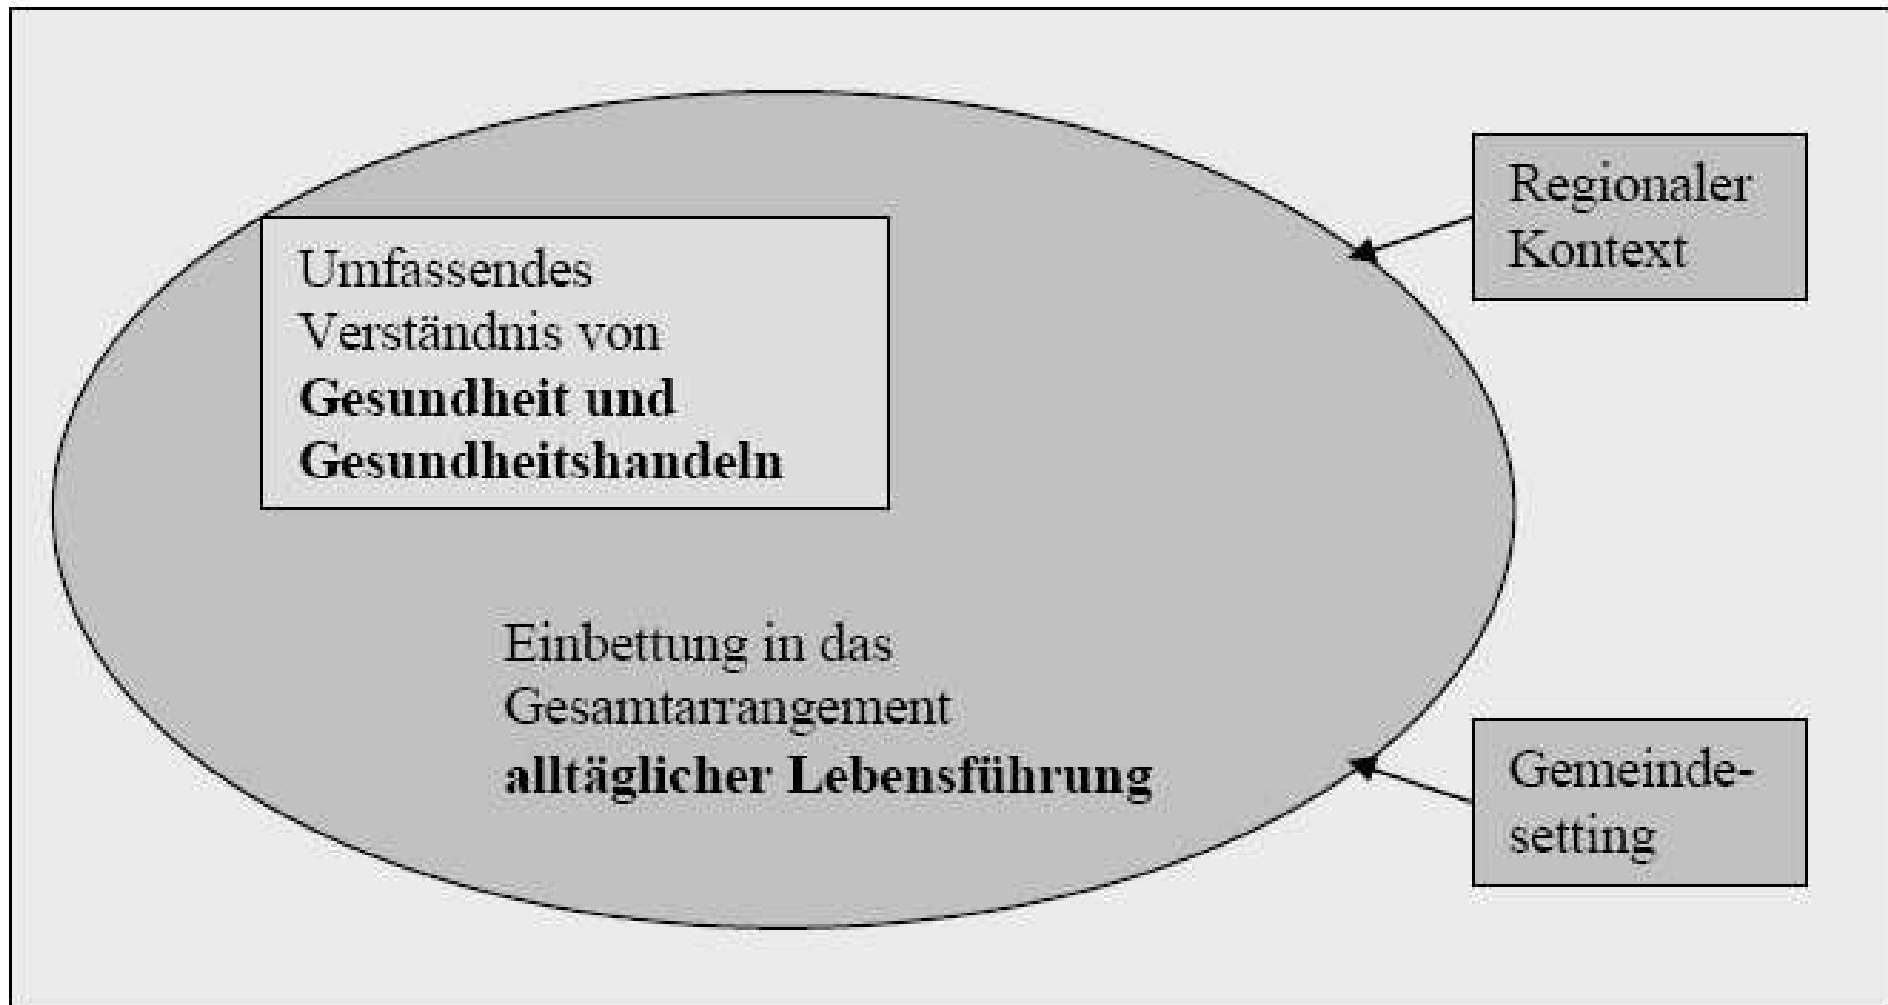 Umfassendes
Verständnis von
Gesundheit und
Gesundheitshandeln
Einbettung in das
Gesamtarrangement
alltäglicher Lebensführung
Regionaler
Kontext
Gemeinde-
setting